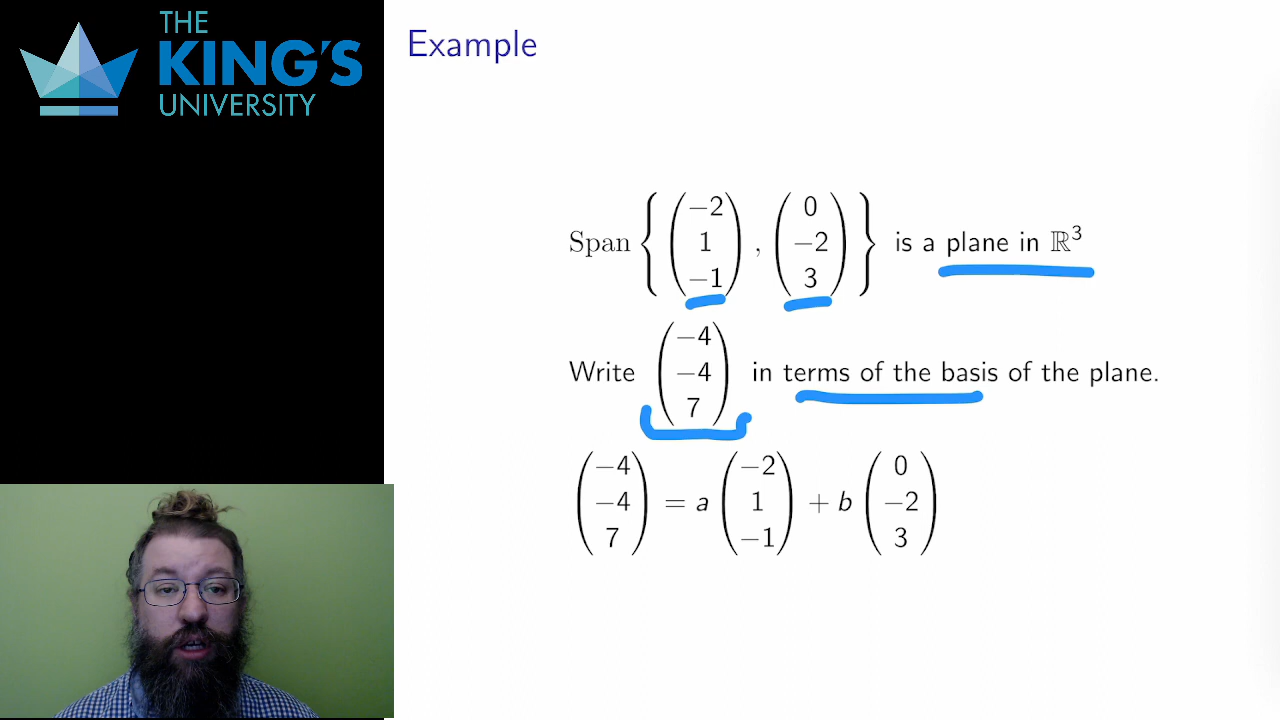 THE
KING'S
UNIVERSITY
Example
Span { (−2 1 −1), (0 −2 3) } is a plane in ℝ³
Write (−4 −4 7) in terms of the basis of the plane.
(−4 −4 7) = a (−2 1 −1) + b (0 −2 3)